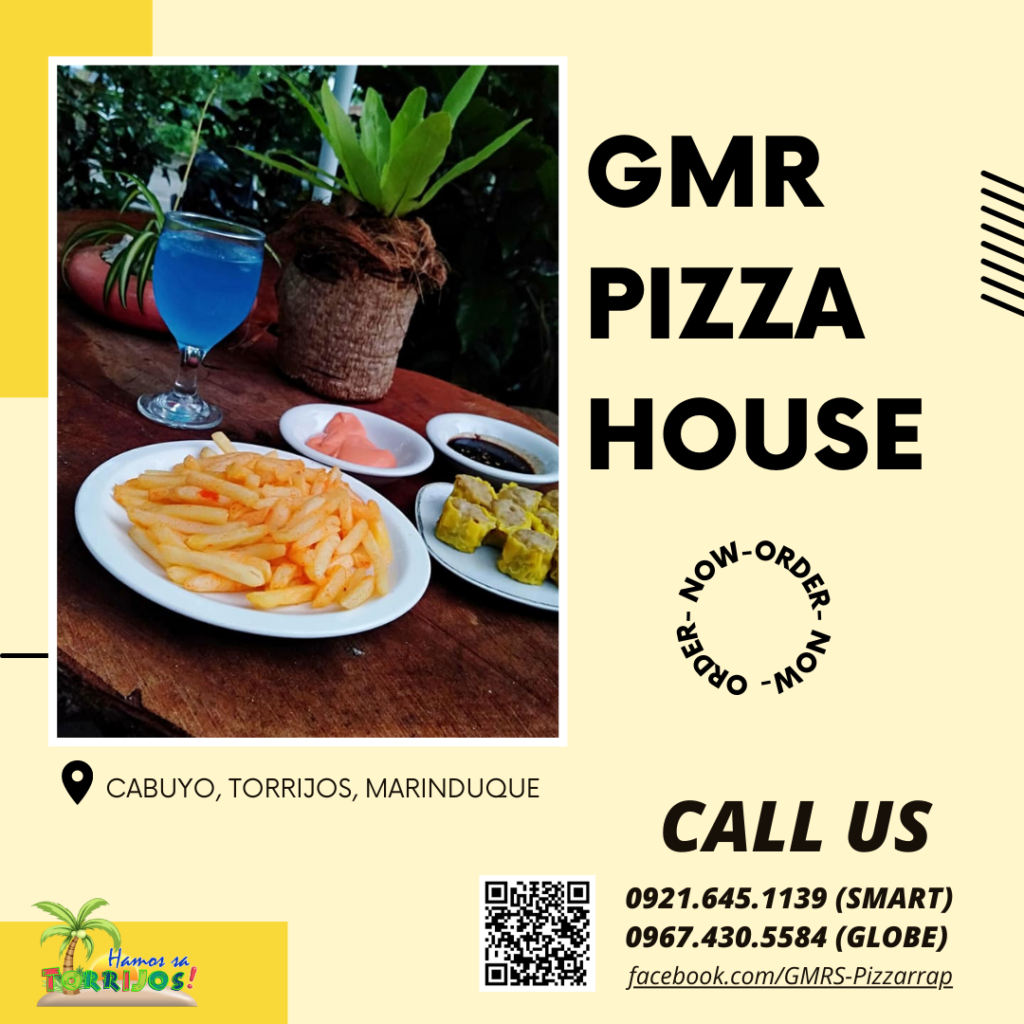 GMR
PIZZA
HOUSE
NOW-ORDER- NOW- ORDER-
CABUYO, TORRIJOS, MARINDUQUE
CALL US
0921.645.1139 (SMART)
0967.430.5584 (GLOBE)
facebook.com/GMRS-Pizzarrap
Hamos sa
TORRIJOS!